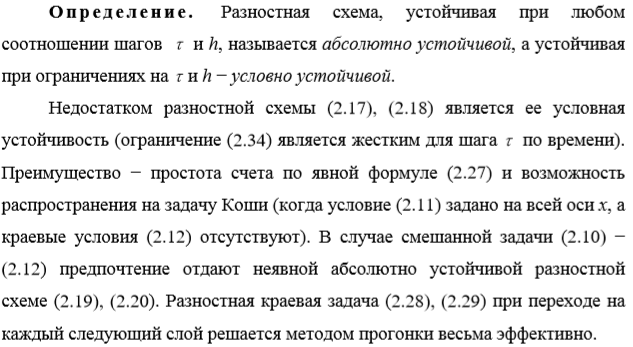 Определение. Разностная схема, устойчивая при любом
соотношении шагов τ и h, называется абсолютно устойчивой, а устойчивая
при ограничениях на τ и h − условно устойчивой.
Недостатком разностной схемы (2.17), (2.18) является ее условная
устойчивость (ограничение (2.34) является жестким для шага τ по времени).
Преимущество − простота счета по явной формуле (2.27) и возможность
распространения на задачу Коши (когда условие (2.11) задано на всей оси x, а
краевые условия (2.12) отсутствуют). В случае смешанной задачи (2.10) −
(2.12) предпочтение отдают неявной абсолютно устойчивой разностной
схеме (2.19), (2.20). Разностная краевая задача (2.28), (2.29) при переходе на
каждый следующий слой решается методом прогонки весьма эффективно.